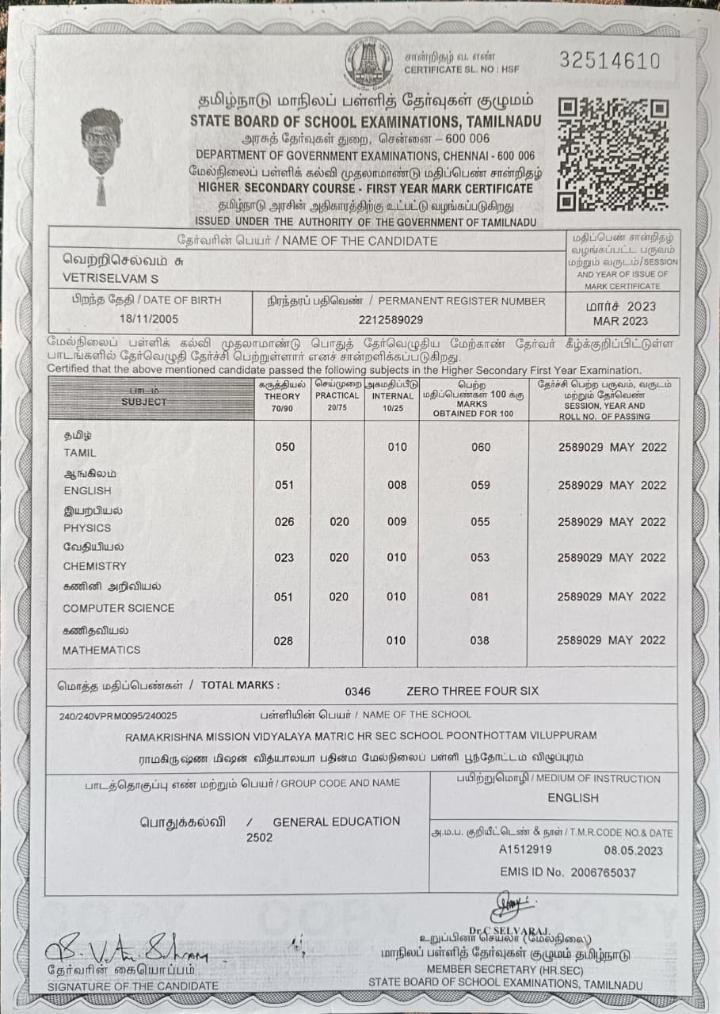 சான்றிதழ் வ. எண்
CERTIFICATE SL. NO : HSF
32514610
தமிழ்நாடு மாநிலப் பள்ளித் தேர்வுகள் குழுமம்
STATE BOARD OF SCHOOL EXAMINATIONS, TAMILNADU
அரசுத் தேர்வுகள் துறை, சென்னை – 600 006
DEPARTMENT OF GOVERNMENT EXAMINATIONS, CHENNAI - 600 006
மேல்நிலைப் பள்ளிக் கல்வி முதலாமாண்டு மதிப்பெண் சான்றிதழ்
HIGHER SECONDARY COURSE - FIRST YEAR MARK CERTIFICATE
தமிழ்நாடு அரசின் அதிகாரத்திற்கு உட்பட்டு வழங்கப்படுகிறது
ISSUED UNDER THE AUTHORITY OF THE GOVERNMENT OF TAMILNADU
தேர்வரின் பெயர் / NAME OF THE CANDIDATE
வெற்றிசெல்வம் சு
VETRISELVAM S
மதிப்பெண் சான்றிதழ்
வழங்கப்பட்ட பருவம்
மற்றும் வருடம்/SESSION
AND YEAR OF ISSUE OF
MARK CERTIFICATE
பிறந்த தேதி / DATE OF BIRTH
18/11/2005
நிரந்தரப் பதிவெண் / PERMANENT REGISTER NUMBER
2212589029
மார்ச் 2023
MAR 2023
மேல்நிலைப் பள்ளிக் கல்வி முதலாமாண்டு பொதுத் தேர்வெழுதிய மேற்காண் தேர்வர் கீழ்க்குறிப்பிட்டுள்ள
பாடங்களில் தேர்வெழுதி தேர்ச்சி பெற்றுள்ளார் எனச் சான்றளிக்கப்படுகிறது.
Certified that the above mentioned candidate passed the following subjects in the Higher Secondary First Year Examination.
பாடம்
SUBJECT
கருத்தியல்
THEORY
70/90
செய்முறை
PRACTICAL
20/75
அகமதிப்பீடு
INTERNAL
10/25
பெற்ற
மதிப்பெண்கள் 100 க்கு
MARKS
OBTAINED FOR 100
தேர்ச்சி பெற்ற பருவம், வருடம்
மற்றும் தேர்வெண்
SESSION, YEAR AND
ROLL NO. OF PASSING
தமிழ்
TAMIL 050 010 060 2589029 MAY 2022
ஆங்கிலம்
ENGLISH 051 008 059 2589029 MAY 2022
இயற்பியல்
PHYSICS 026 020 009 055 2589029 MAY 2022
வேதியியல்
CHEMISTRY 023 020 010 053 2589029 MAY 2022
கணினி அறிவியல்
COMPUTER SCIENCE 051 020 010 081 2589029 MAY 2022
கணிதவியல்
MATHEMATICS 028 010 038 2589029 MAY 2022
மொத்த மதிப்பெண்கள் / TOTAL MARKS : 0346 ZERO THREE FOUR SIX
240/240VPRM0095/240025 பள்ளியின் பெயர் / NAME OF THE SCHOOL
RAMAKRISHNA MISSION VIDYALAYA MATRIC HR SEC SCHOOL POONTHOTTAM VILUPPURAM
ராமகிருஷ்ண மிஷன் வித்யாலயா பதின்ம மேல்நிலைப் பள்ளி பூந்தோட்டம் விழுப்புரம்
பாடத்தொகுப்பு எண் மற்றும் பெயர் / GROUP CODE AND NAME
பொதுக்கல்வி / GENERAL EDUCATION
2502
பயிற்றுமொழி / MEDIUM OF INSTRUCTION
ENGLISH
அ.ம.ப. குறியீட்டெண் & நாள் / T.M.R.CODE NO.& DATE
A1512919 08.05.2023
EMIS ID No. 2006765037
தேர்வரின் கையொப்பம்
SIGNATURE OF THE CANDIDATE
Dr.C SELVARAJ.
உறுப்பினர் செயலர் (மேல்நிலை)
மாநிலப் பள்ளித் தேர்வுகள் குழுமம் தமிழ்நாடு
MEMBER SECRETARY (HR.SEC)
STATE BOARD OF SCHOOL EXAMINATIONS, TAMILNADU